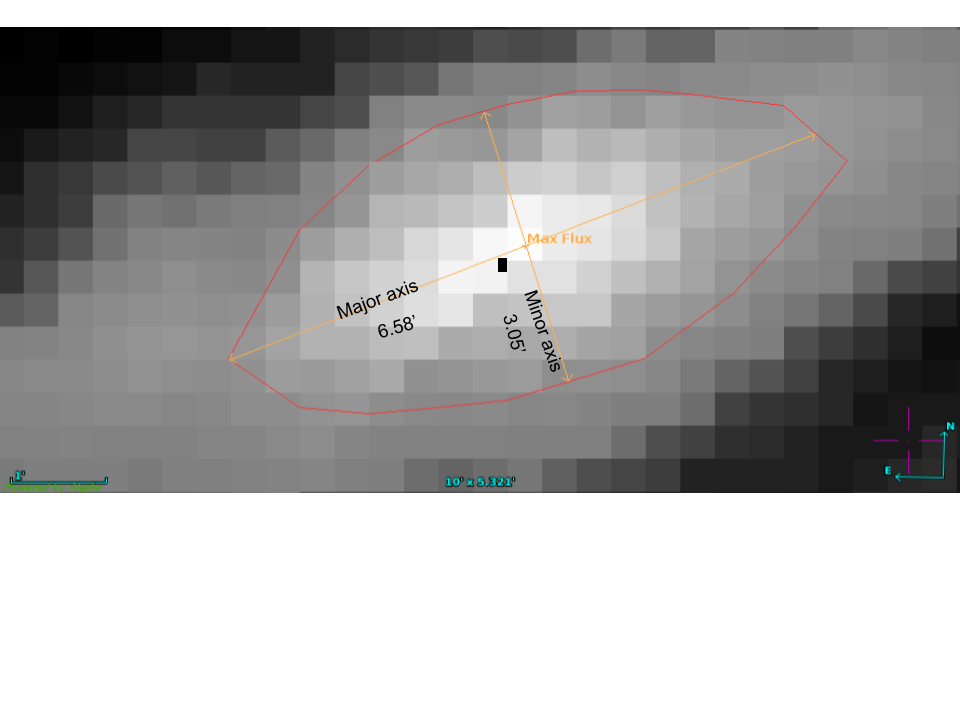 Max Flux
Major axis
6.58’
Minor axis
3.05’
N
E
1'
10' x 5.321'